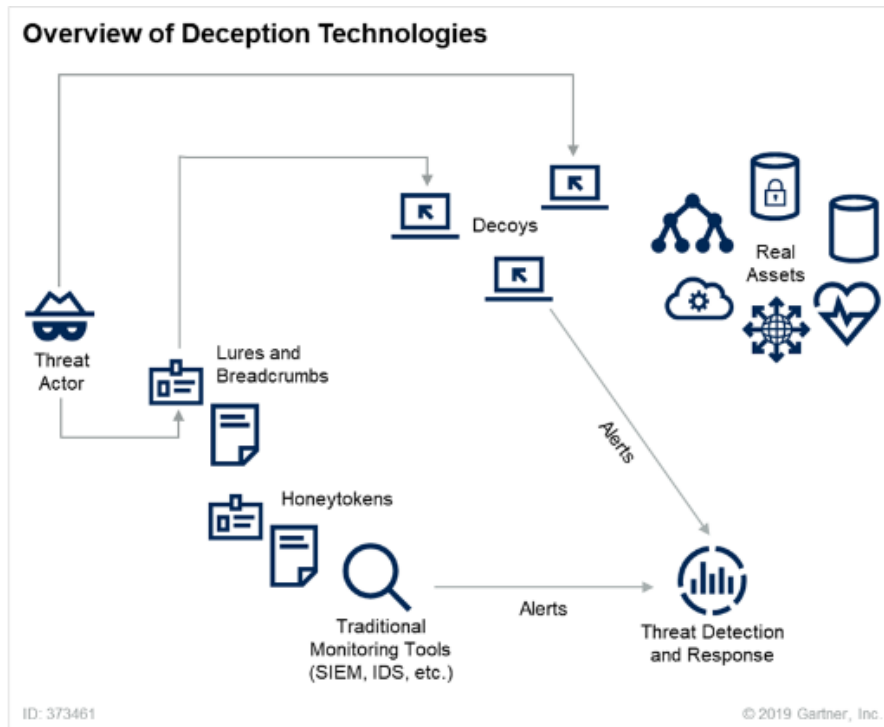 Overview of Deception Technologies
Decoys
Real
Assets
Threat
Actor
Lures and
Breadcrumbs
Alerts
Honeytokens
Alerts
Traditional
Monitoring Tools
(SIEM, IDS, etc.)
Threat Detection
and Response
ID: 373461
© 2019 Gartner, Inc.